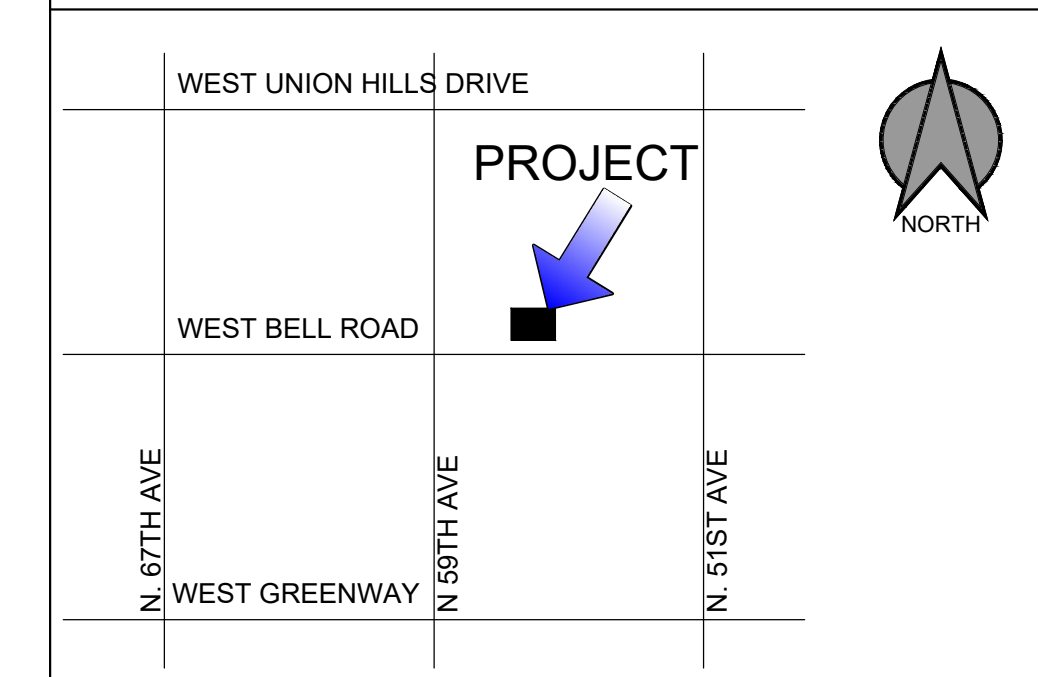 WEST UNION HILLS DRIVE
PROJECT
NORTH
WEST BELL ROAD
N. 67TH AVE
N 59TH AVE
N. 51ST AVE
WEST GREENWAY